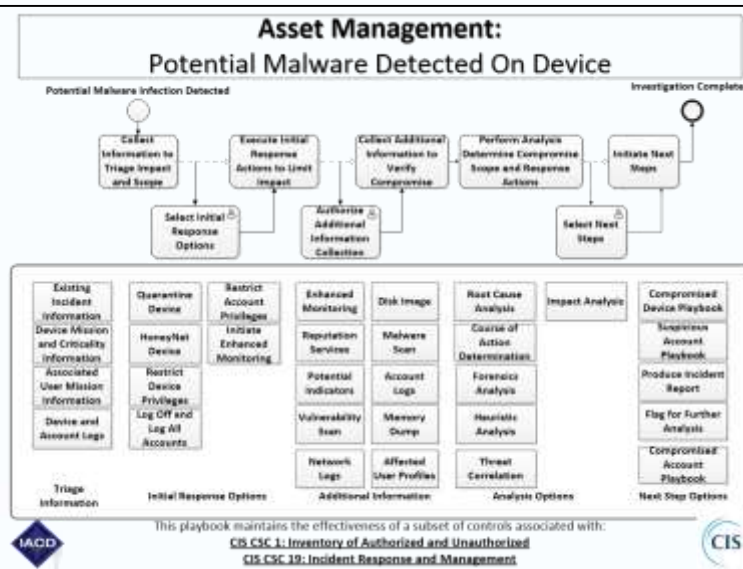 Asset Management:
Potential Malware Detected On Device
Potential Malware Infection Detected
Investigation Complete
Collect
Information to
Triage Impact
and Scope
Execute Initial
Response
Actions to Limit
Impact
Collect Additional
Information to
Verify
Compromise
Perform Analysis
Determine Compromise
Scope and Response
Actions
Initiate Next
Steps
Select Initial
Response
Options
Authorize
Additional
Information
Collection
Select Next
Steps
Existing
Incident
Information
Device Mission
and Criticality
Information
Associated
User Mission
Information
Device and
Account Logs
Triage
Information
Quarantine
Device
HoneyNet
Device
Restrict
Device
Privileges
Log Off and
Log All
Accounts
Restrict
Account
Privileges
Initiate
Enhanced
Monitoring
Initial Response Options
Enhanced
Monitoring
Reputation
Services
Potential
Indicators
Vulnerability
Scan
Network
Logs
Disk Image
Malware
Scan
Account
Logs
Memory
Dump
Affected
User Profiles
Additional Information
Root Cause
Analysis
Course of
Action
Determination
Forensics
Analysis
Heuristic
Analysis
Threat
Correlation
Impact Analysis
Analysis Options
Compromised
Device Playbook
Suspicious
Account
Playbook
Produce Incident
Report
Flag for Further
Analysis
Compromised
Account
Playbook
Next Step Options
This playbook maintains the effectiveness of a subset of controls associated with:
CIS CSC 1: Inventory of Authorized and Unauthorized
CIS CSC 19: Incident Response and Management
IACD
CIS